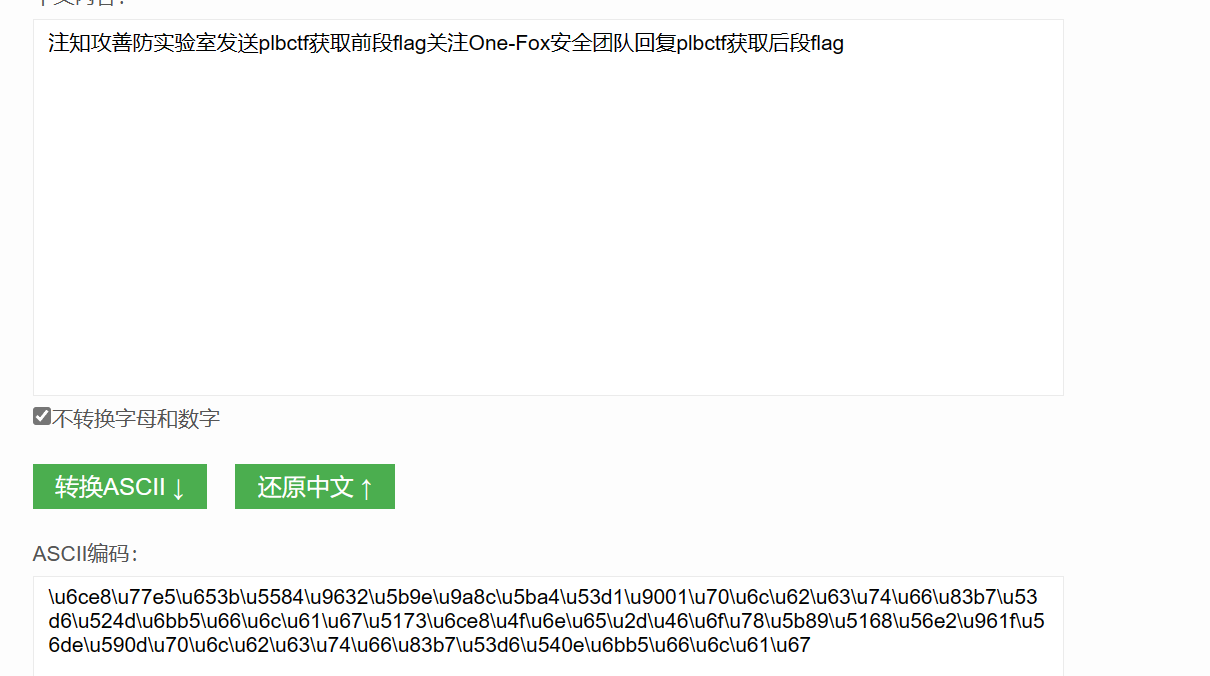 注知攻善防实验室发送plbctf获取前段flag关注One-Fox安全团队回复plbctf获取后段flag
不转换字母和数字
转换ASCII ↓
还原中文 ↑
ASCII编码：
\u6ce8\u77e5\u653b\u5584\u9632\u5b9e\u9a8c\u5ba4\u53d1\u9001\u70\u6c\u62\u63\u74\u66\u83b7\u53
d6\u524d\u6bb5\u66\u6c\u61\u67\u5173\u6ce8\u4f\u6e\u65\u2d\u46\u6f\u78\u5b89\u5168\u56e2\u961f\u5
6de\u590d\u70\u6c\u62\u63\u74\u66\u83b7\u53d6\u540e\u6bb5\u66\u6c\u61\u67